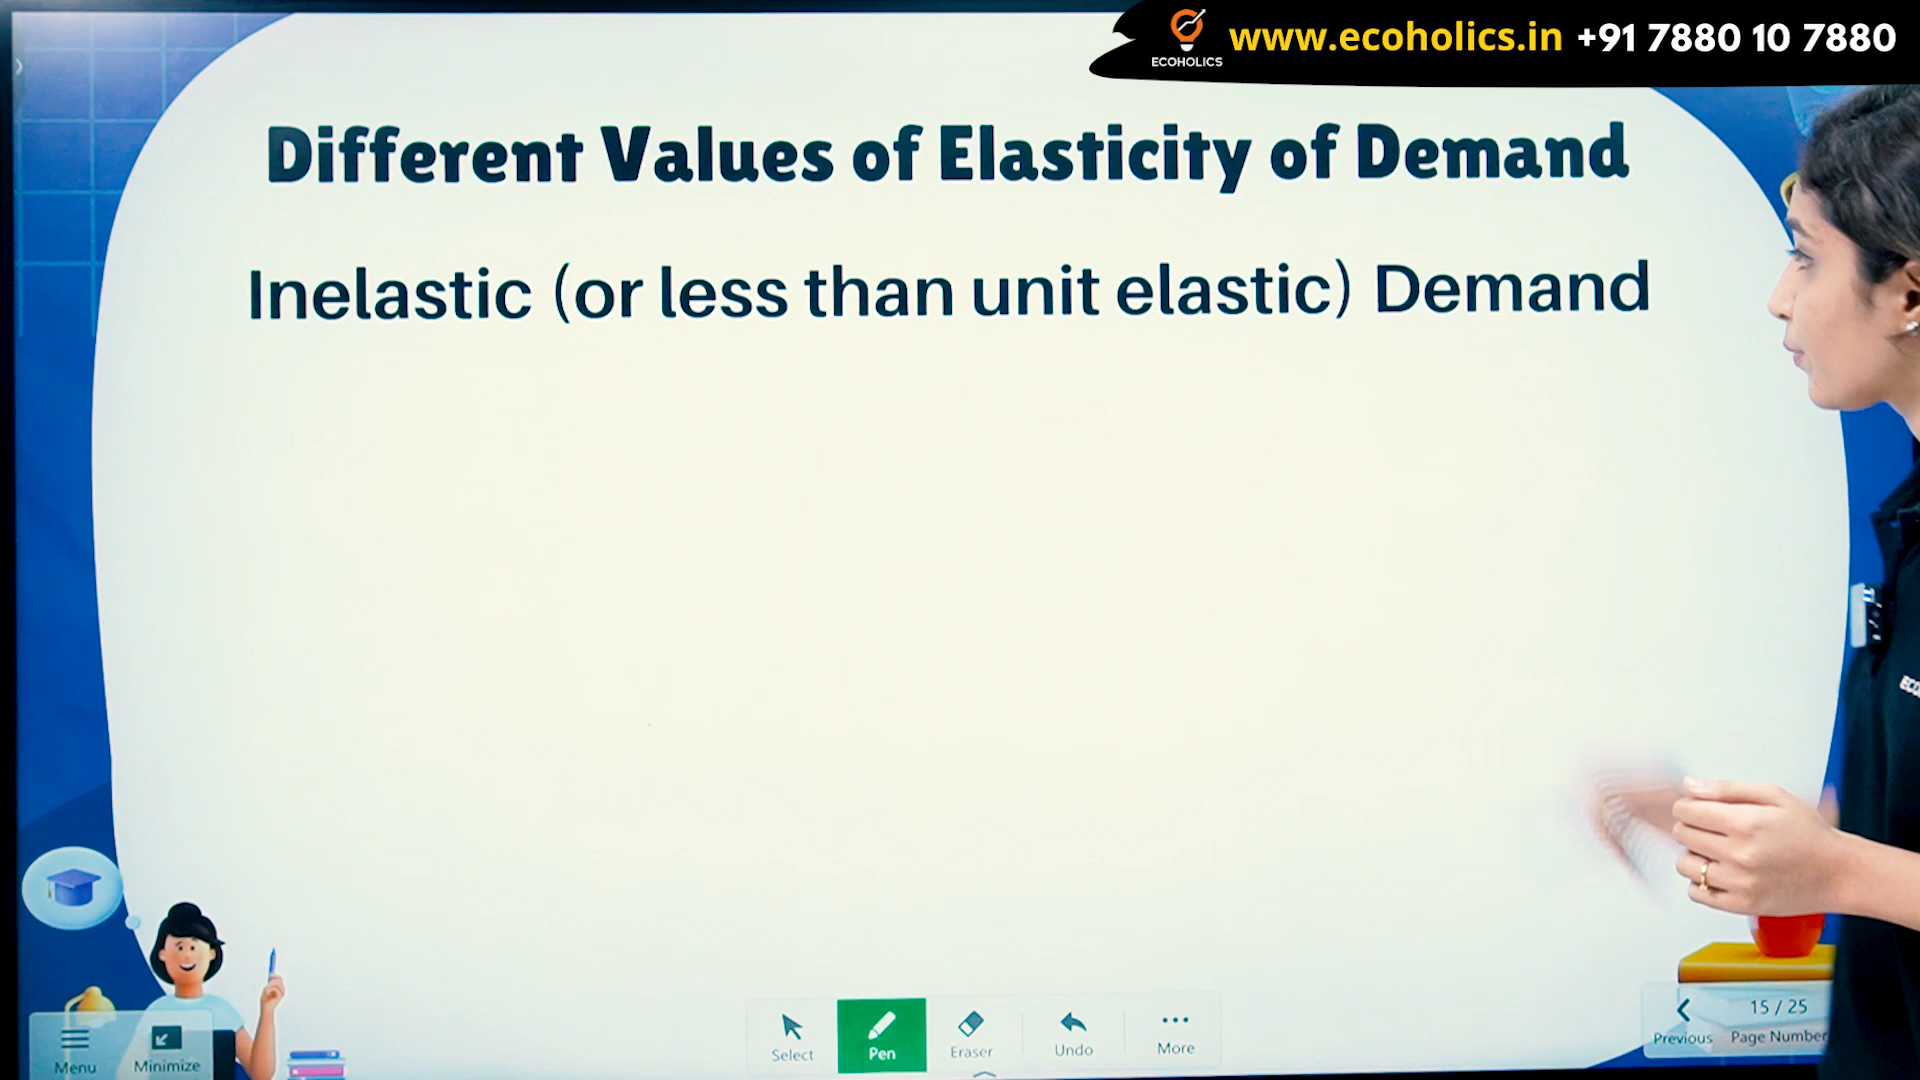 www.ecoholics.in +91 7880 10 7880
ECOHOLICS
Different Values of Elasticity of Demand
Inelastic (or less than unit elastic) Demand
Menu
Minimize
Select
Pen
Eraser
Undo
More
Previous
15 / 25
Page Number